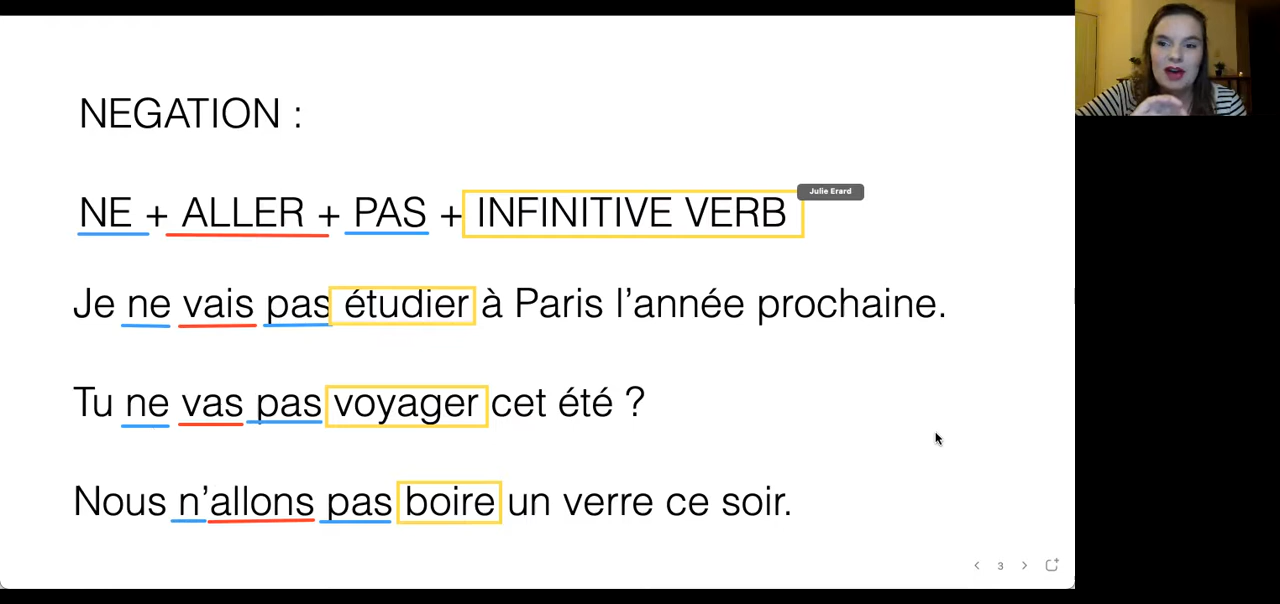 NEGATION :
Julie Erard
NE + ALLER + PAS + INFINITIVE VERB
Je ne vais pas étudier à Paris l’année prochaine.
Tu ne vas pas voyager cet été ?
Nous n’allons pas boire un verre ce soir.
3